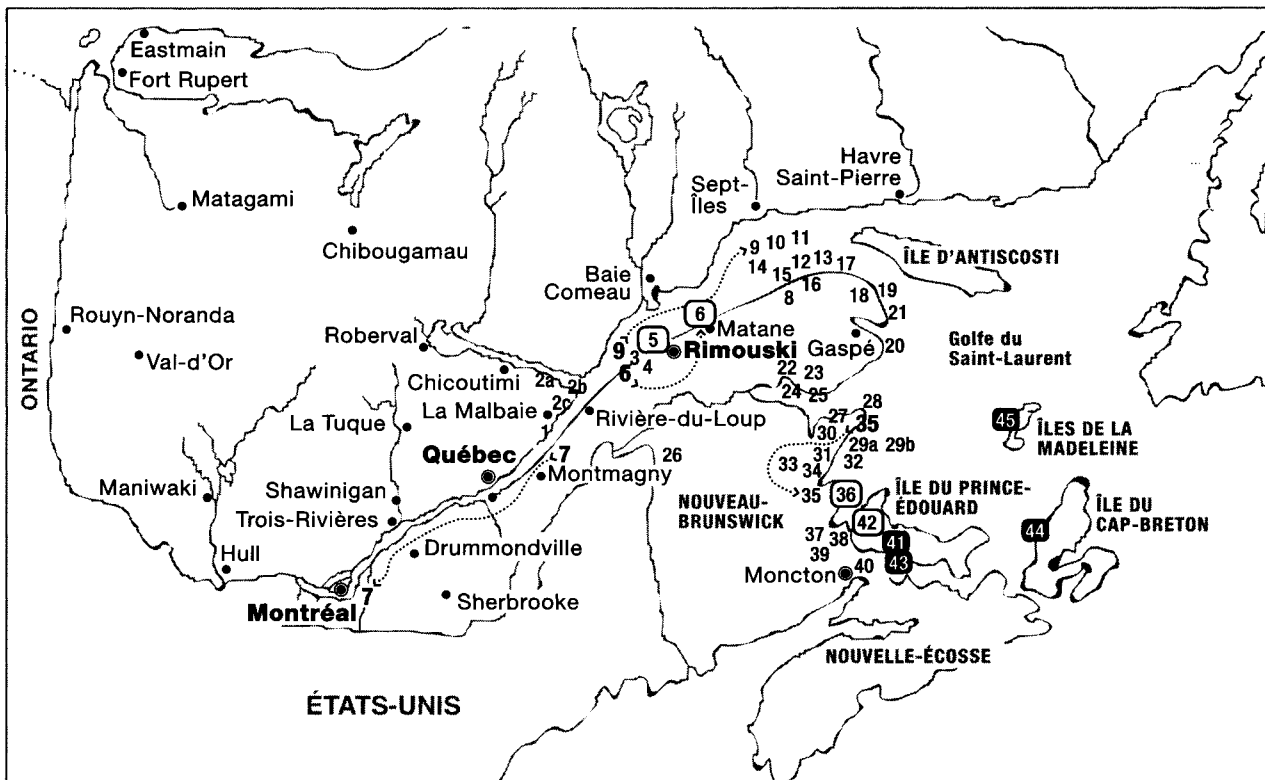 Eastmain
Fort Rupert
Matagami
Chibougamau
Sept-
Îles
Havre
Saint-Pierre
ÎLE D'ANTISCOSTI
Baie
Comeau
9 10 11
14 15 12 13 17
8 16
18 19
21
20
ONTARIO
Rouyn-Noranda
Val-d'Or
Roberval
Chicoutimi
La Malbaie
La Tuque
2a 2b
2c
1
9
3
6
4
5
6
Matane
Rimouski
Gaspé
Golfe du
Saint-Laurent
22 23
24 25
Rivière-du-Loup
Québec
7
Montmagny
26
28
27
35
30
29a 29b
31
32
33
34
35
36
45
ÎLES DE LA
MADELEINE
Maniwaki
Shawinigan
Trois-Rivières
NOUVEAU-
BRUNSWICK
ÎLE DU PRINCE-
ÉDOUARD
ÎLE DU
CAP-BRETON
42
44
41
43
37 38
39
40
Hull
Drummondville
Moncton
Montréal
7
Sherbrooke
NOUVELLE-ÉCOSSE
ÉTATS-UNIS